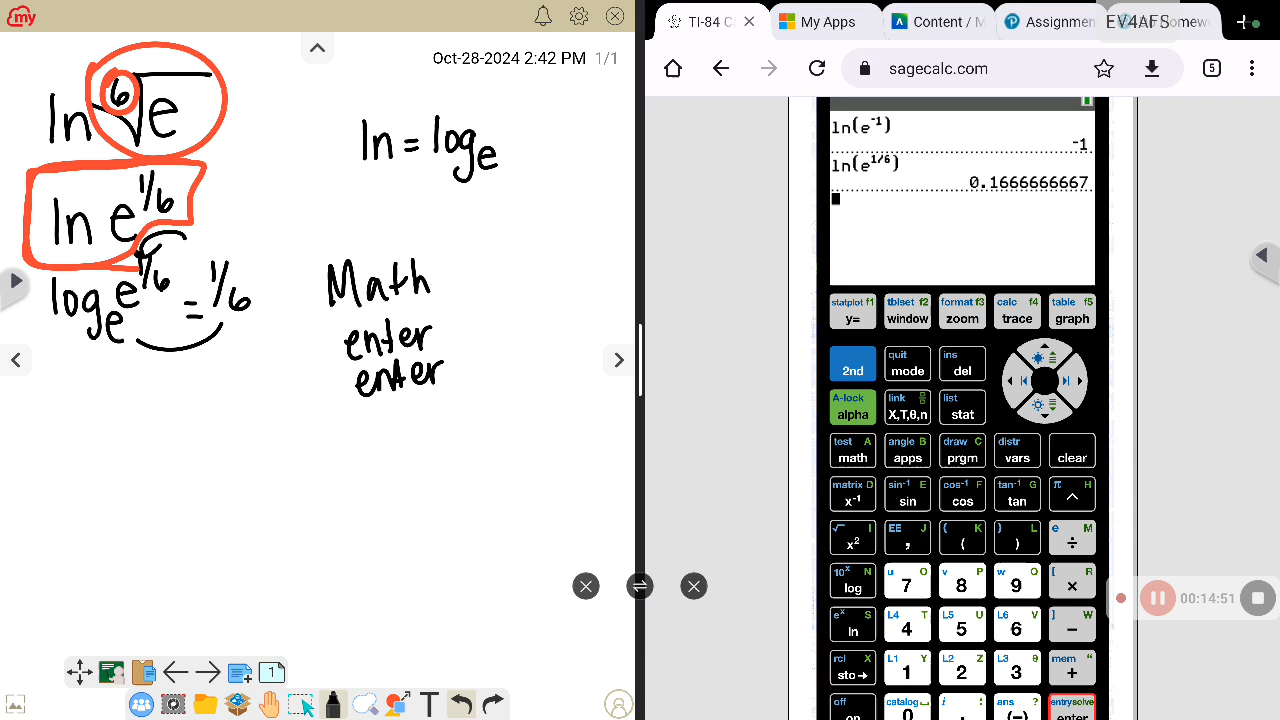 my
Oct-28-2024 2:42 PM 1/1
ln ⁶√e
ln = logₑ
ln e^1/6
logₑ e^1/6 = 1/6
Math
enter
enter
1
T
TI-84 C
My Apps
Content / M
Assignmen
EV4AFS
sagecalc.com
5
ln(e⁻¹)
-1
ln(e^1/6)
0.1666666667
statplot f1 tblset f2 format f3 calc f4 table f5
y= window zoom trace graph
quit ins
2nd mode del
A-lock link list
alpha X,T,θ,n stat
test A angle B draw C distr
math apps prgm vars clear
matrix D sin⁻¹ E cos⁻¹ F tan⁻¹ G π H
x⁻¹ sin cos tan ^
√ I EE J { K } L e M
x² , ( ) ÷
10ˣ N u O v P w Q [ R
log 7 8 9 ×
eˣ S L4 T L5 U L6 V ] W
ln 4 5 6 −
rcl X L1 Y L2 Z L3 θ mem "
sto→ 1 2 3 +
off catalog i : ans ? entry solve
on 0 . (−) enter
00:14:51